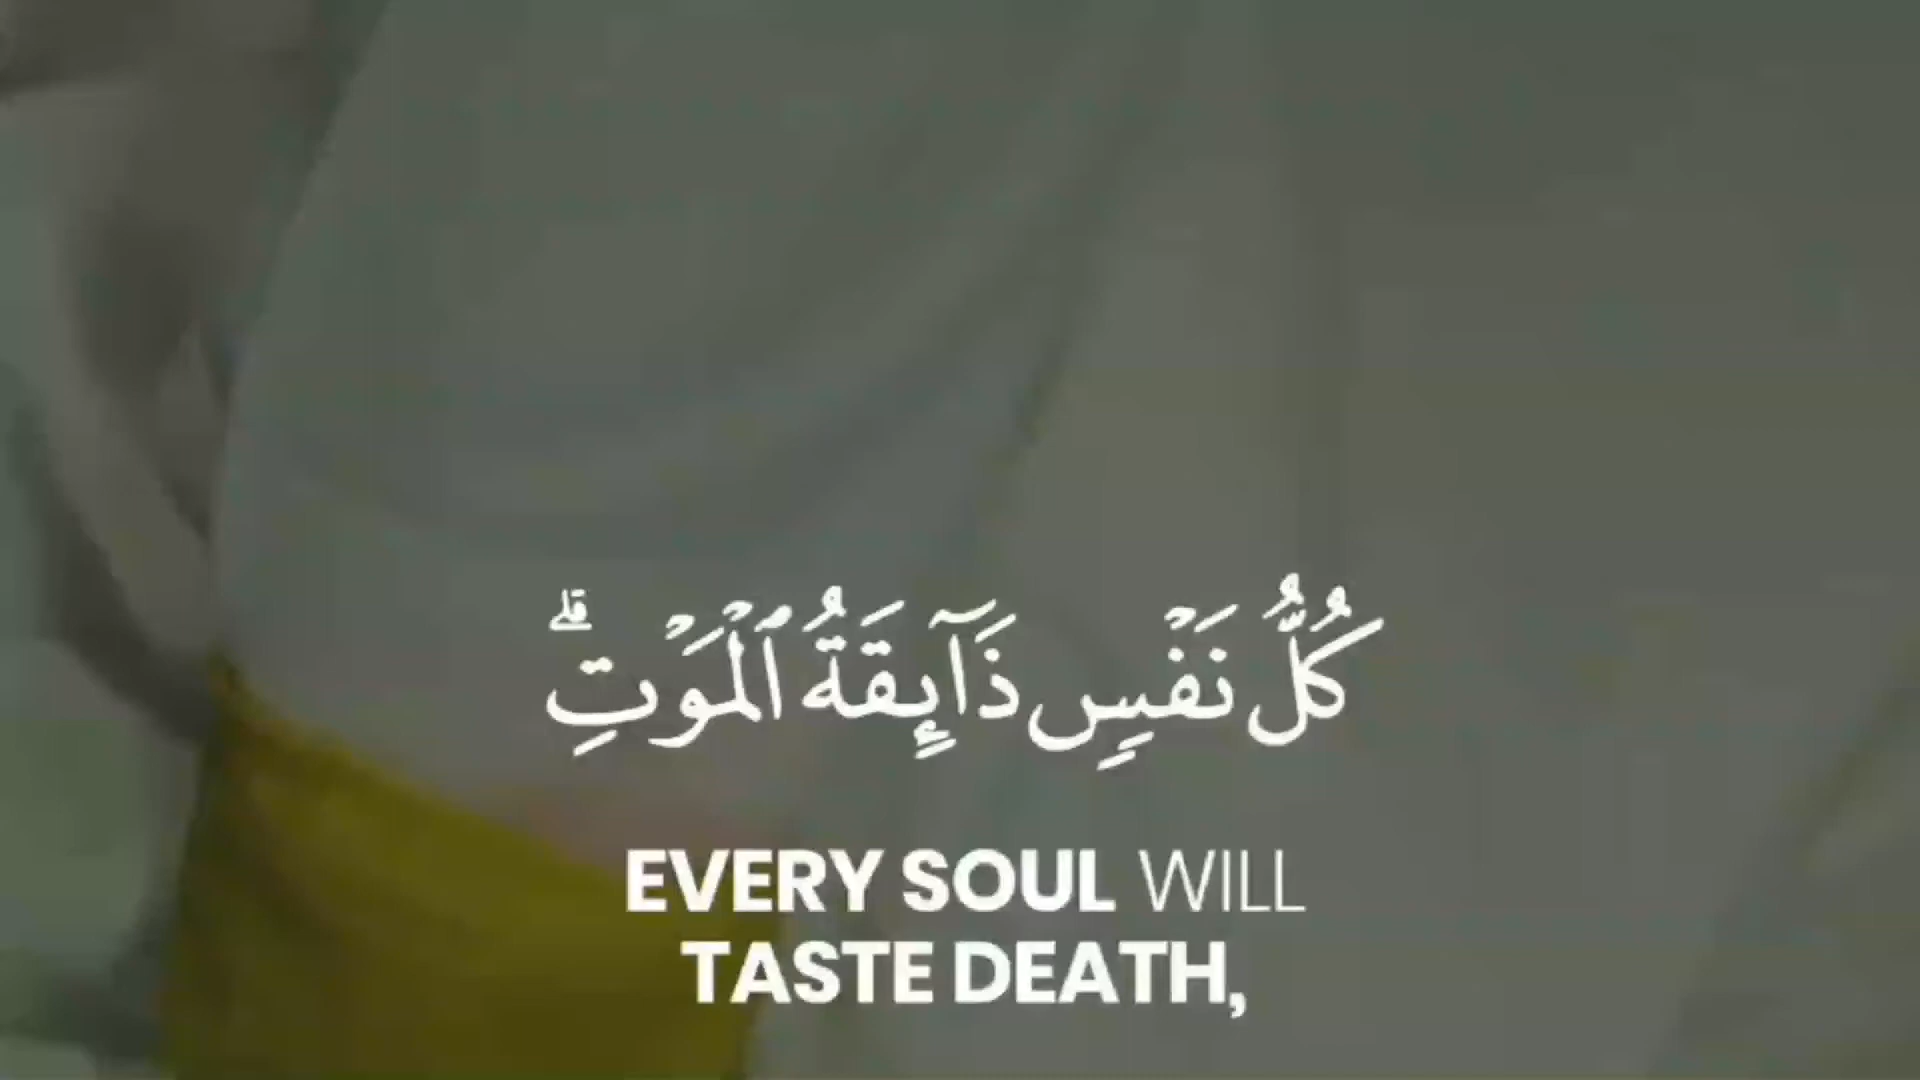 كُلُّ نَفْسٍ ذَآئِقَةُ ٱلْمَوْتِ ۗ
EVERY SOUL WILL
TASTE DEATH,